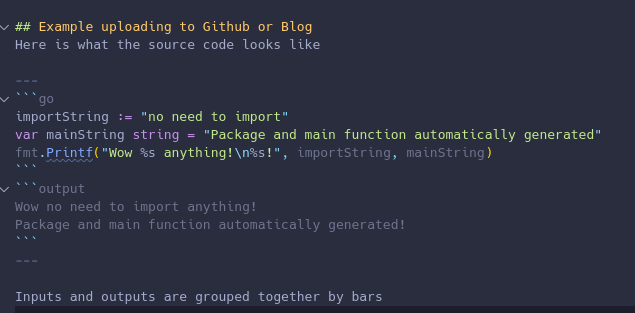 ## Example uploading to Github or Blog
Here is what the source code looks like
---
```go
importString := "no need to import"
var mainString string = "Package and main function automatically generated"
fmt.Printf("Wow %s anything!\n%s!", importString, mainString)
```
```output
Wow no need to import anything!
Package and main function automatically generated!
```
---
Inputs and outputs are grouped together by bars